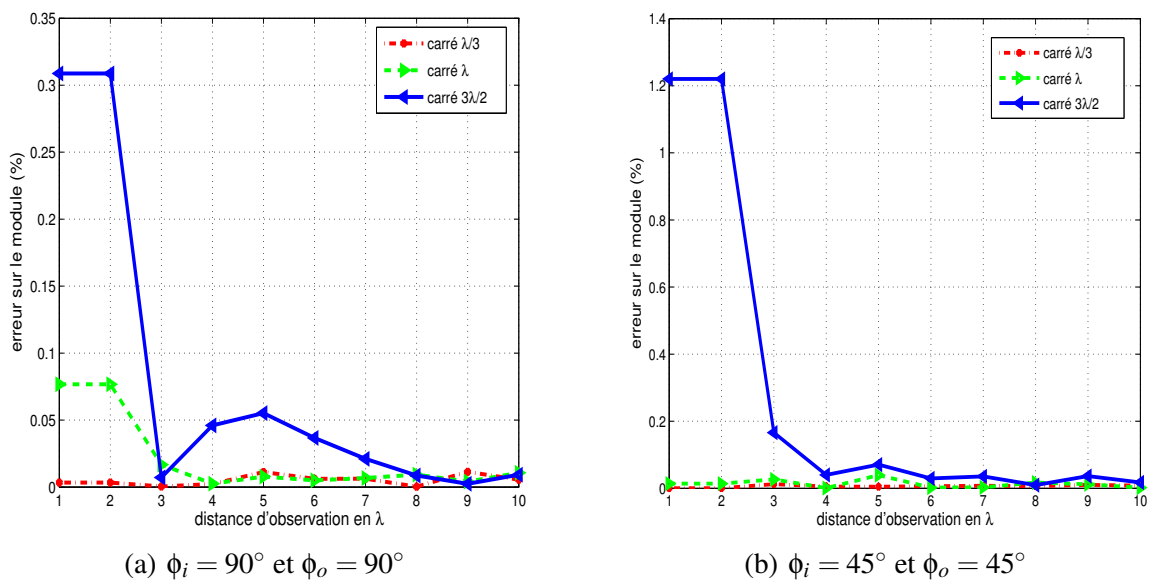 0.35
0.3
0.25
0.2
0.15
0.1
0.05
0
erreur sur le module (%)
carré λ/3
carré λ
carré 3λ/2
1 2 3 4 5 6 7 8 9 10
distance d'observation en λ
(a) ϕi = 90° et ϕo = 90°
1.4
1.2
1
0.8
0.6
0.4
0.2
0
erreur sur le module (%)
carré λ/3
carré λ
carré 3λ/2
1 2 3 4 5 6 7 8 9 10
distance d'observation en λ
(b) ϕi = 45° et ϕo = 45°